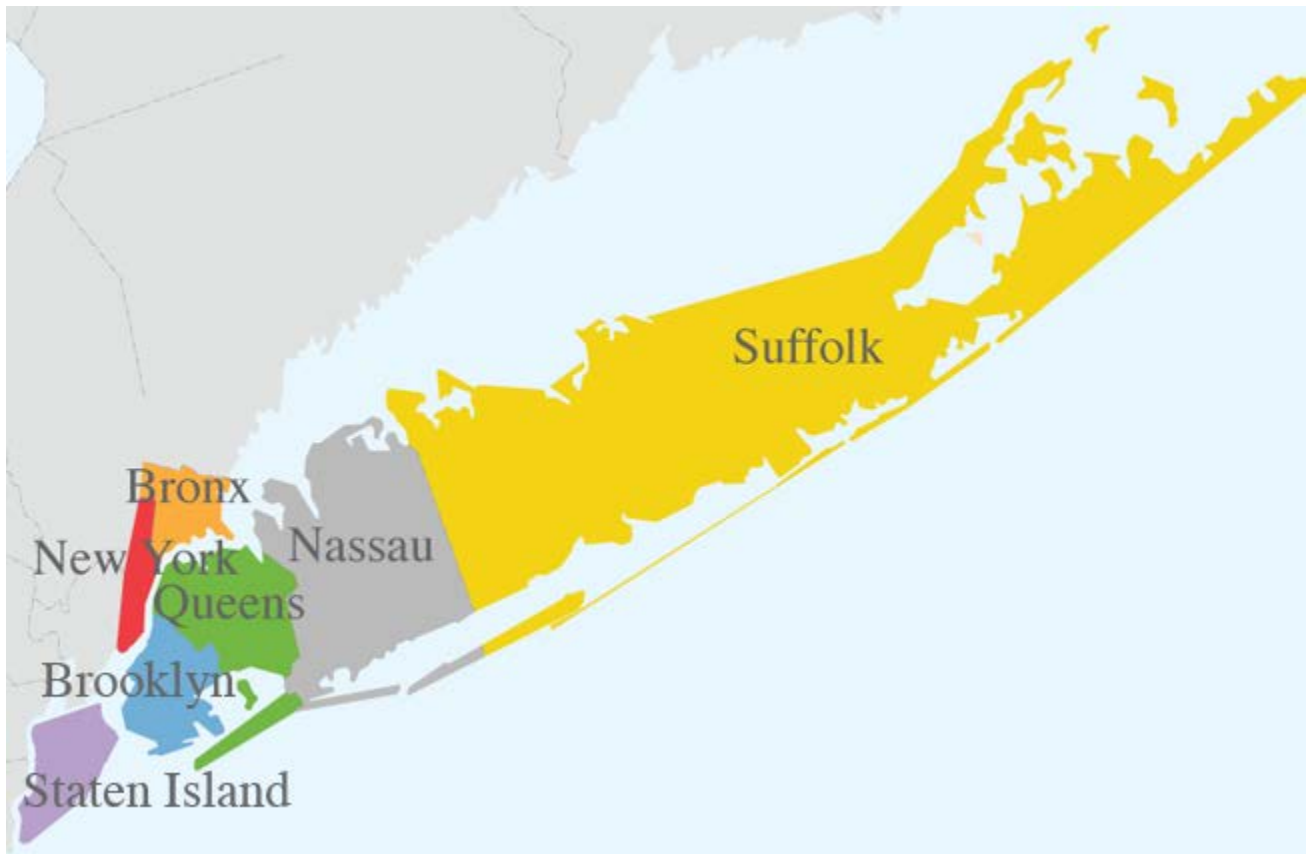 Suffolk
Bronx
New York
Nassau
Queens
Brooklyn
Staten Island